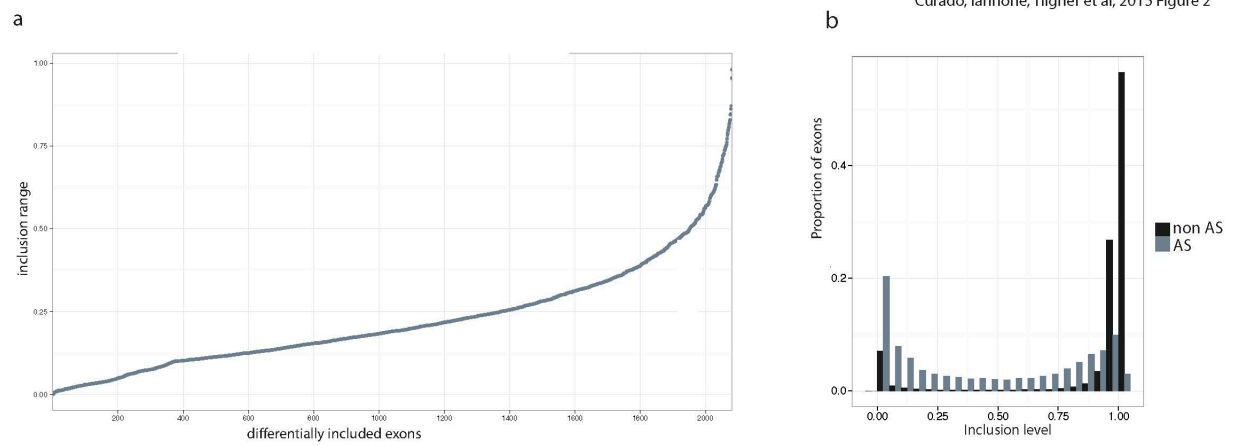 Curado, Iannone, Tilgner et al, 2015 Figure 2
a
1.00
0.75
0.50
0.25
0.00
inclusion range
200
400
600
800
1000
1200
1400
1600
1800
2000
differentially included exons
b
0.4
0.2
0.0
Proportion of exons
0.00
0.25
0.50
0.75
1.00
Inclusion level
non AS
AS